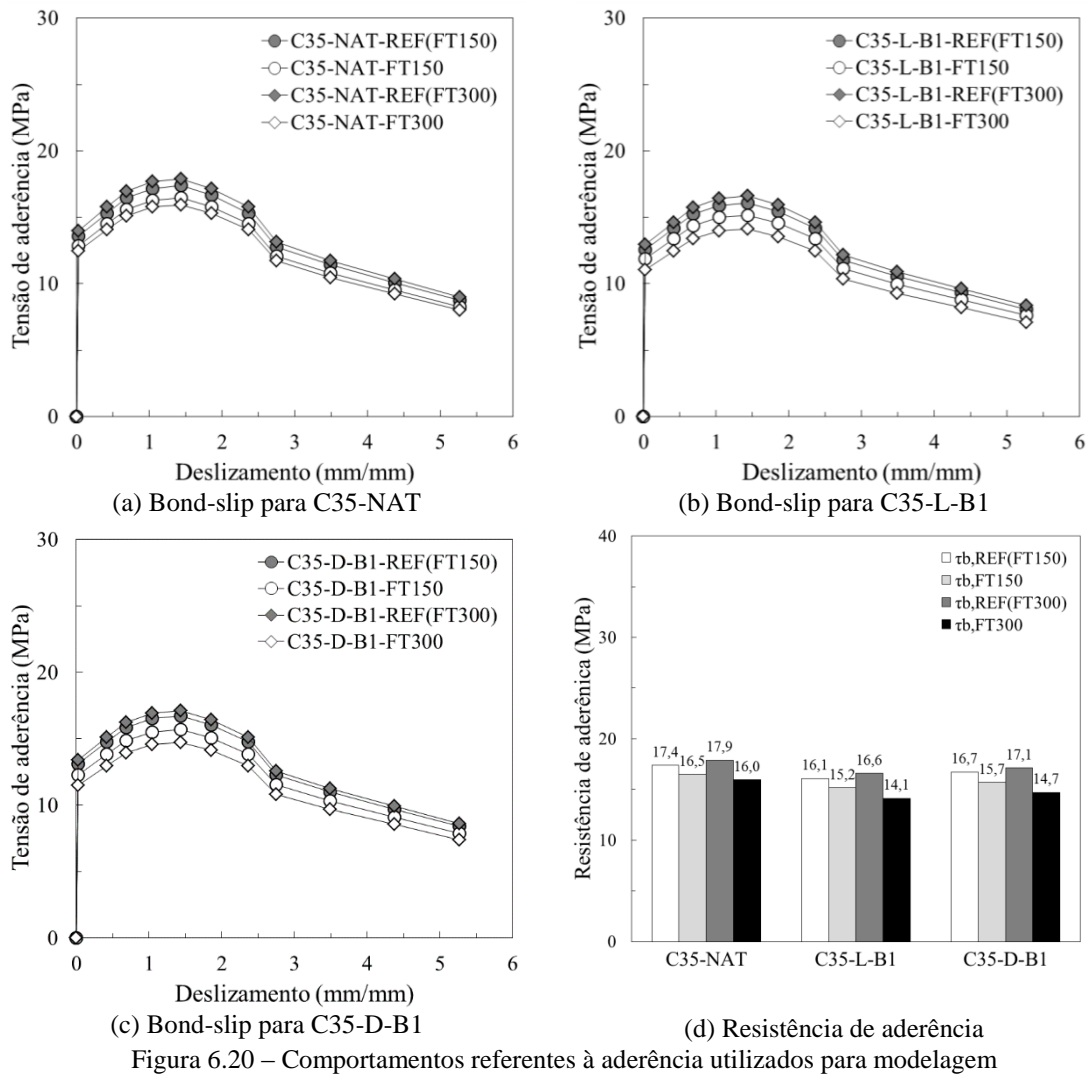 30
20
10
0
Tensão de aderência (MPa)
C35-NAT-REF(FT150)
C35-NAT-FT150
C35-NAT-REF(FT300)
C35-NAT-FT300
0 1 2 3 4 5 6
Deslizamento (mm/mm)
(a) Bond-slip para C35-NAT
30
20
10
0
Tensão de aderência (MPa)
C35-L-B1-REF(FT150)
C35-L-B1-FT150
C35-L-B1-REF(FT300)
C35-L-B1-FT300
0 1 2 3 4 5 6
Deslizamento (mm/mm)
(b) Bond-slip para C35-L-B1
30
20
10
0
Tensão de aderência (MPa)
C35-D-B1-REF(FT150)
C35-D-B1-FT150
C35-D-B1-REF(FT300)
C35-D-B1-FT300
0 1 2 3 4 5 6
Deslizamento (mm/mm)
(c) Bond-slip para C35-D-B1
40
30
20
10
0
Resistência de aderênica (MPa)
τb,REF(FT150)
τb,FT150
τb,REF(FT300)
τb,FT300
17,4 16,5 17,9 16,0 16,1 15,2 16,6 14,1 16,7 15,7 17,1 14,7
C35-NAT C35-L-B1 C35-D-B1
(d) Resistência de aderência
Figura 6.20 – Comportamentos referentes à aderência utilizados para modelagem